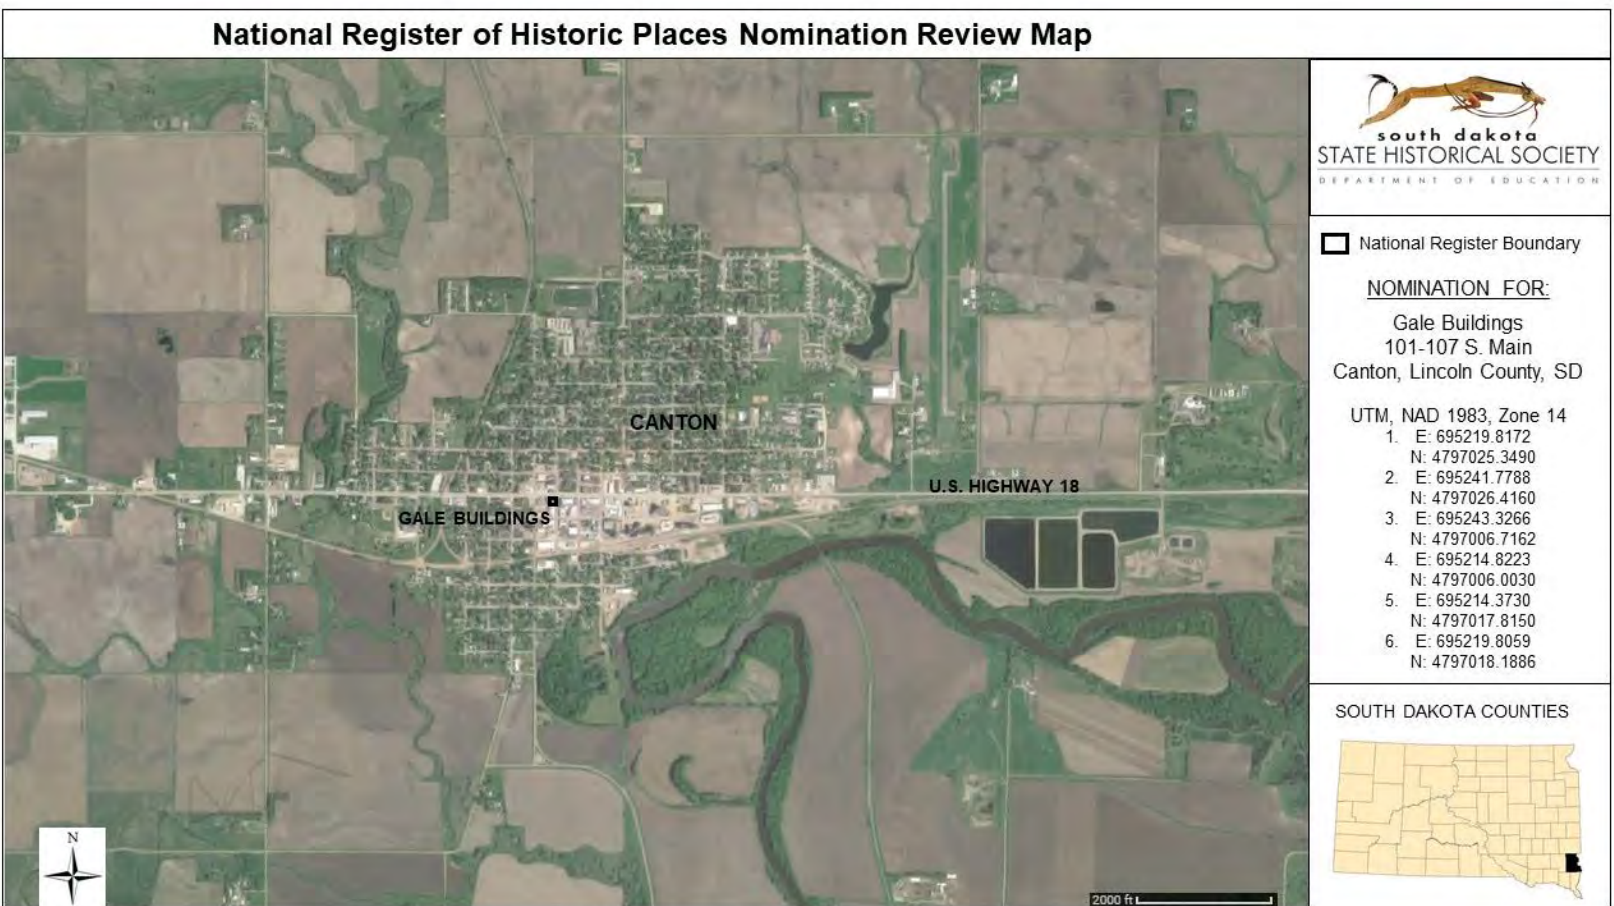 National Register of Historic Places Nomination Review Map
south dakota
STATE HISTORICAL SOCIETY
DEPARTMENT OF EDUCATION
National Register Boundary
NOMINATION FOR:
Gale Buildings
101-107 S. Main
Canton, Lincoln County, SD
UTM, NAD 1983, Zone 14
1. E: 695219.8172
N: 4797025.3490
2. E: 695241.7788
N: 4797026.4160
3. E: 695243.3266
N: 4797006.7162
4. E: 695214.8223
N: 4797006.0030
5. E: 695214.3730
N: 4797017.8150
6. E: 695219.8059
N: 4797018.1886
SOUTH DAKOTA COUNTIES
CANTON
U.S. HIGHWAY 18
GALE BUILDINGS
N
2000 ft